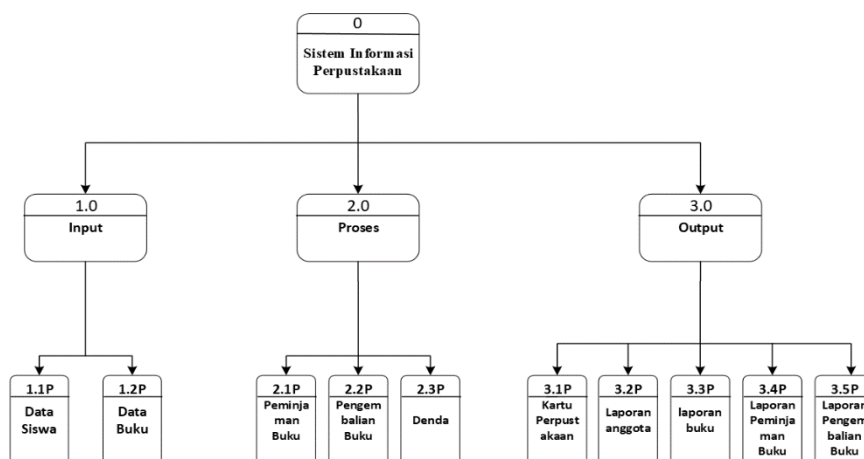 0
Sistem Informasi
Perpustakaan
1.0
Input
2.0
Proses
3.0
Output
1.1P
Data
Siswa
1.2P
Data
Buku
2.1P
Peminja
man
Buku
2.2P
Pengem
balian
Buku
2.3P
Denda
3.1P
Kartu
Perpust
akaan
3.2P
Laporan
anggota
3.3P
laporan
buku
3.4P
Laporan
Peminja
man
Buku
3.5P
Laporan
Pengem
balian
Buku